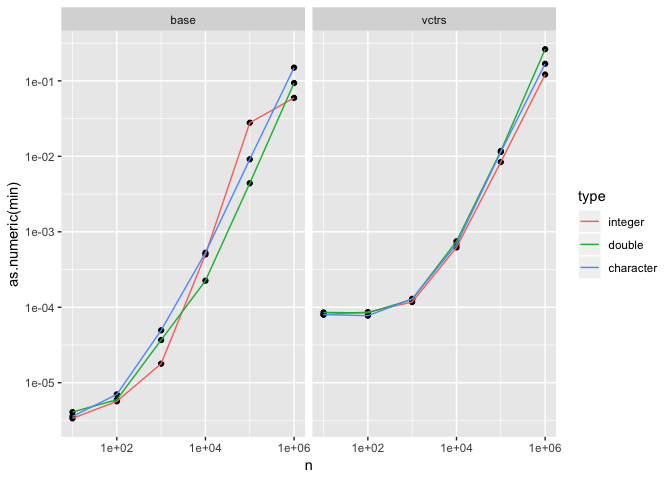 base
vctrs
1e-01
1e-02
1e-03
1e-04
1e-05
as.numeric(min)
1e+02
1e+04
1e+06
1e+02
1e+04
1e+06
n
type
integer
double
character